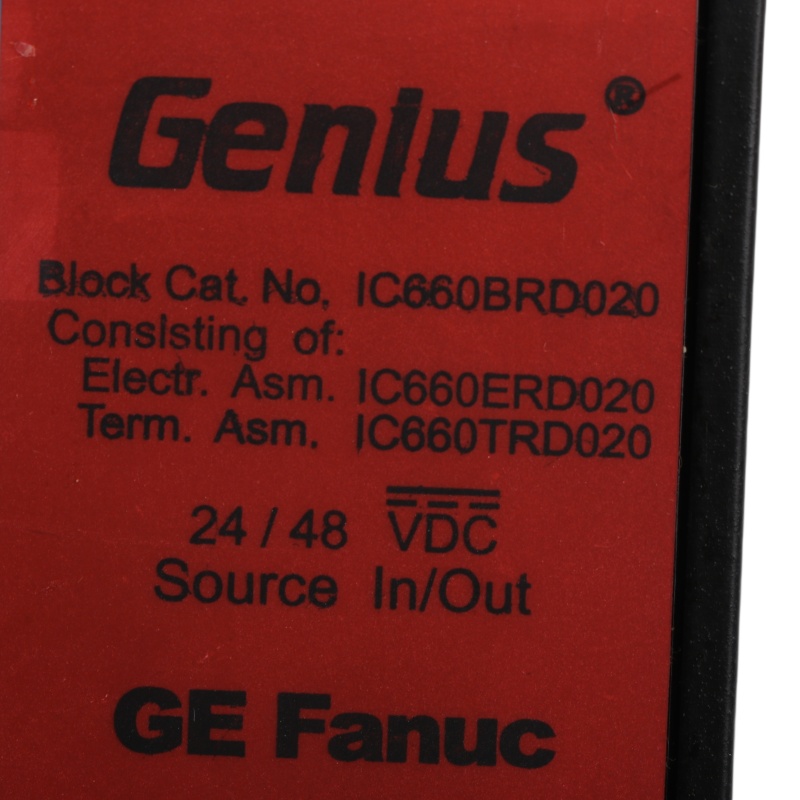 Genius®
Block Cat. No. IC660BRD020
Consisting of:
Electr. Asm. IC660ERD020
Term. Asm. IC660TRD020
24 / 48 VDC
Source In/Out
GE Fanuc